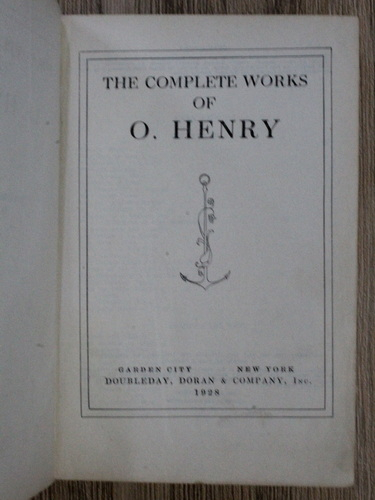 THE COMPLETE WORKS
OF
O. HENRY
GARDEN CITY NEW YORK
DOUBLEDAY, DORAN & COMPANY, INC.
1928